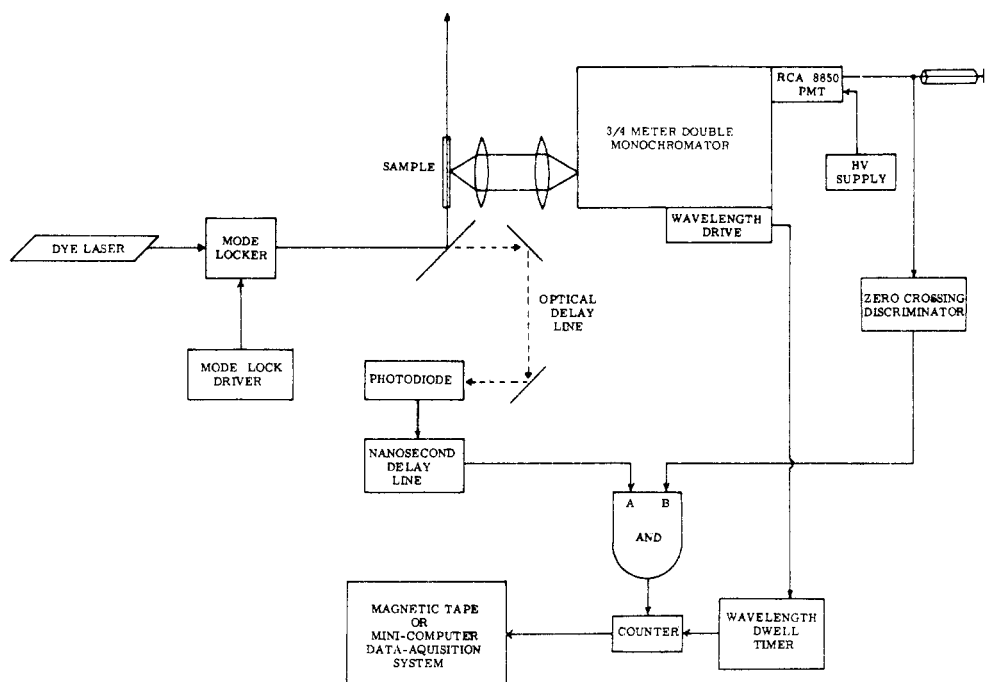 RCA 8850
PMT
3/4 METER DOUBLE
MONOCHROMATOR
SAMPLE
HV
SUPPLY
WAVELENGTH
DRIVE
DYE LASER
MODE
LOCKER
OPTICAL
DELAY
LINE
ZERO CROSSING
DISCRIMINATOR
MODE LOCK
DRIVER
PHOTODIODE
NANOSECOND
DELAY
LINE
A B
AND
MAGNETIC TAPE
OR
MINI-COMPUTER
DATA-AQUISITION
SYSTEM
COUNTER
WAVELENGTH
DWELL
TIMER